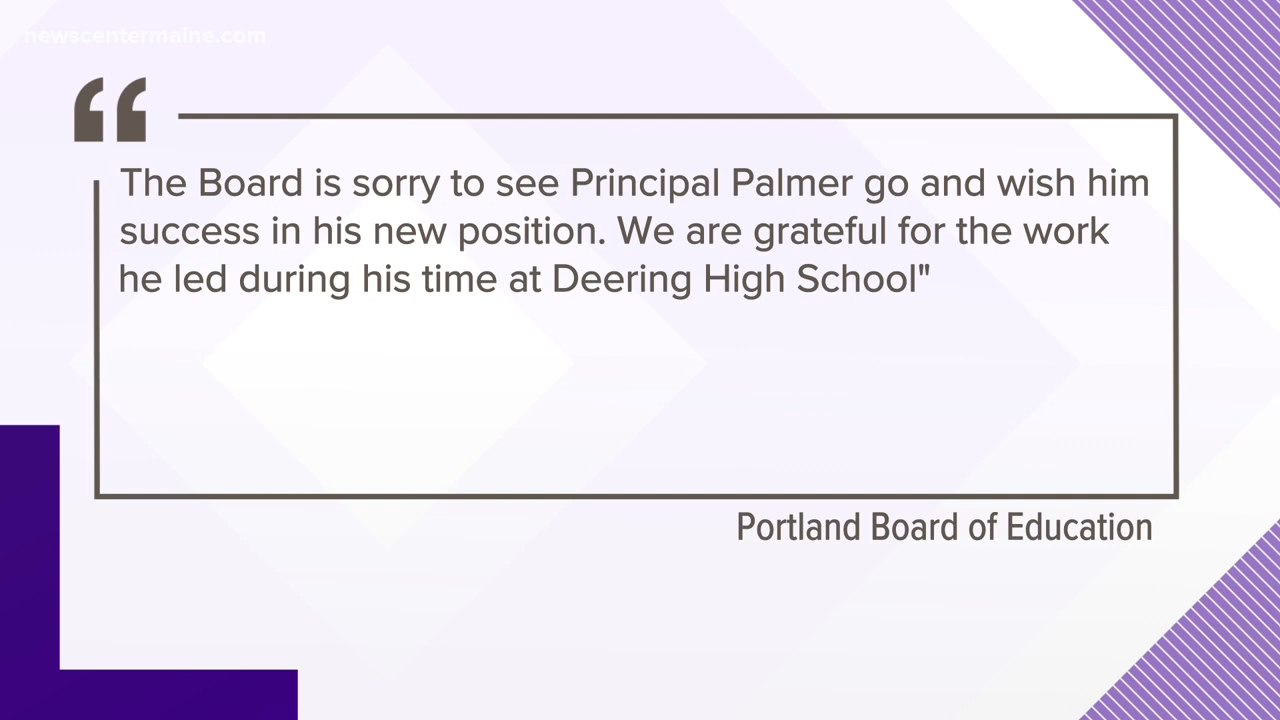 newscentermaine.com
“
The Board is sorry to see Principal Palmer go and wish him
success in his new position. We are grateful for the work
he led during his time at Deering High School"
Portland Board of Education